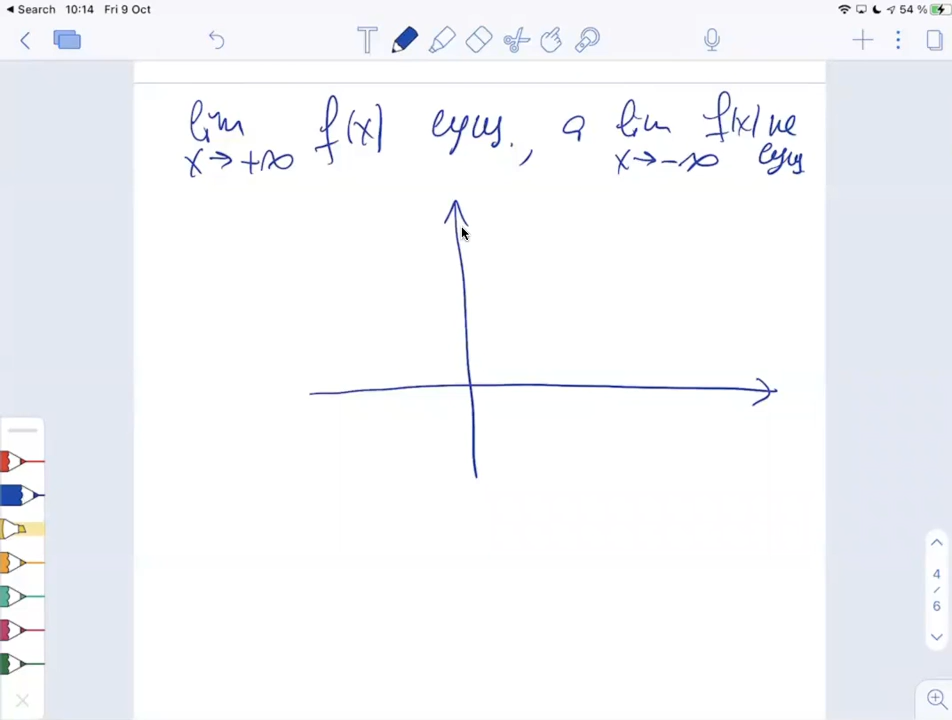 Search 10:14 Fri 9 Oct 54 %
T
lim f(x) сущ., а lim f(x) не
x→+∞ x→-∞ сущ
4
/
6